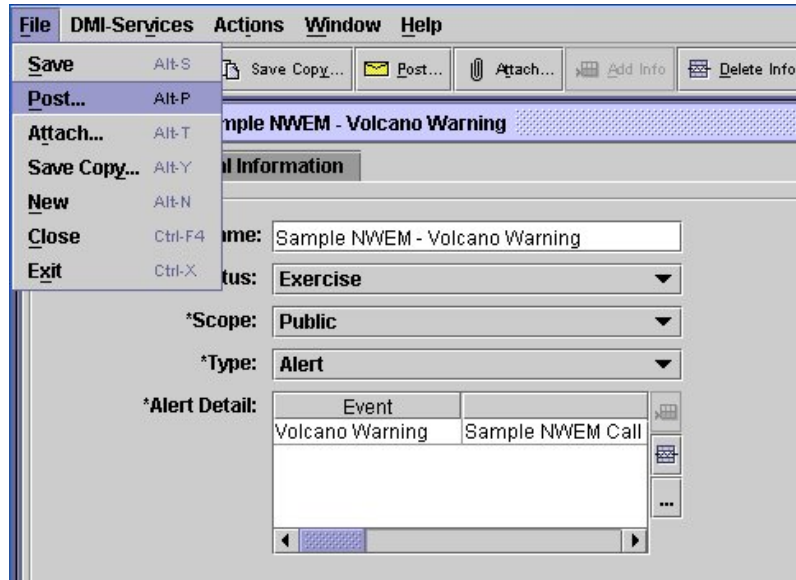 File DMI-Services Actions Window Help
Save Alt-S
Post... Alt-P
Attach... Alt-T
Save Copy... Alt-Y
New Alt-N
Close Ctrl-F4
Exit Ctrl-X
Save Copy... Post... Attach... Add Info Delete Info
mple NWEM - Volcano Warning
al Information
me: Sample NWEM - Volcano Warning
tus: Exercise
*Scope: Public
*Type: Alert
*Alert Detail: Event
Volcano Warning Sample NWEM Call
...